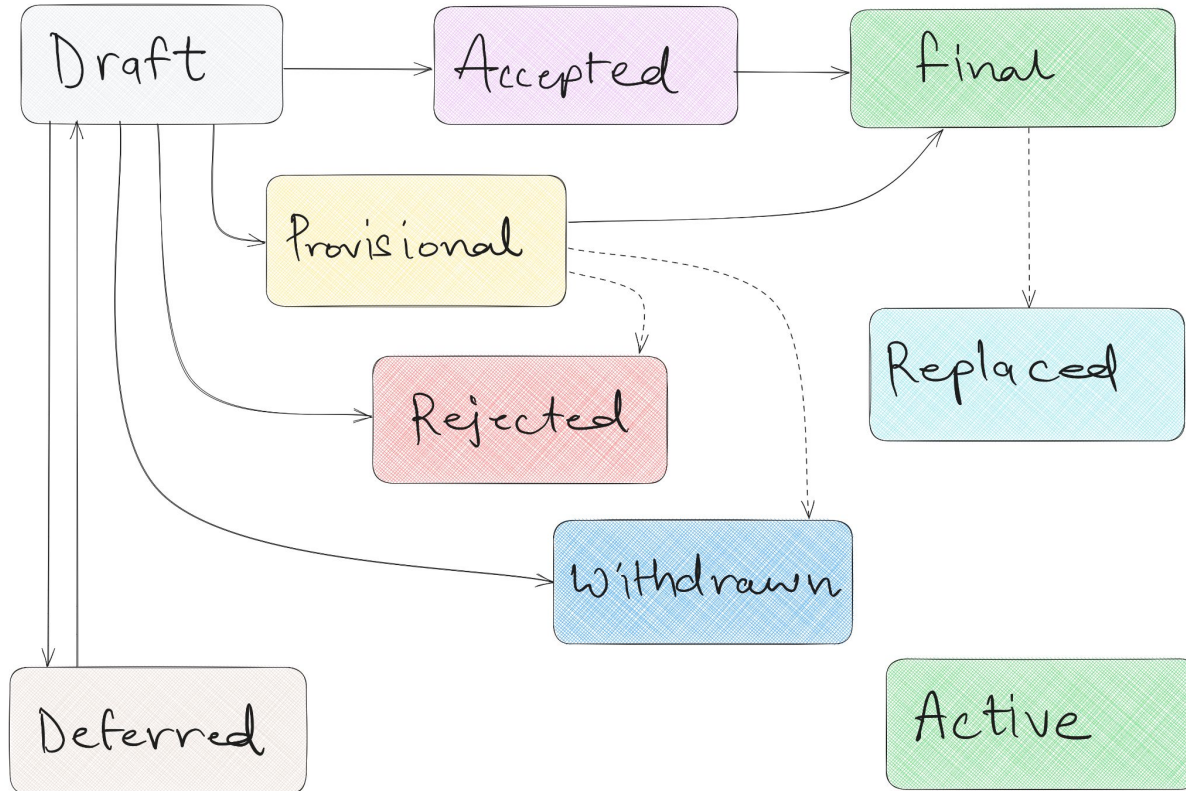 Draft
Accepted
final
Provisional
Rejected
Replaced
Withdrawn
Deferred
Active